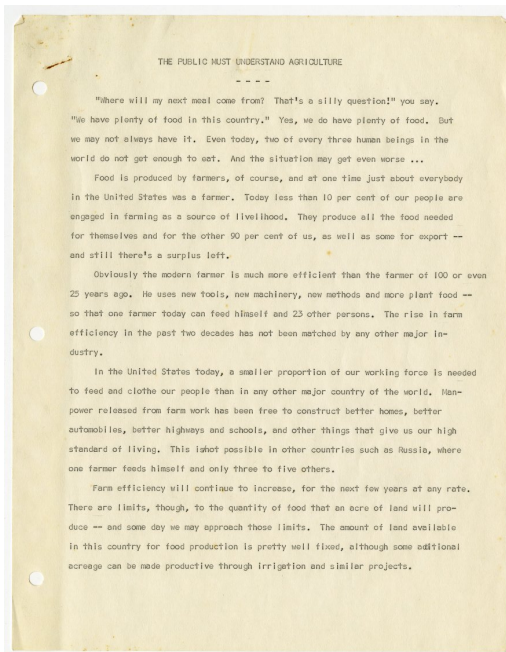 THE PUBLIC MUST UNDERSTAND AGRICULTURE
- - - -
"Where will my next meal come from? That's a silly question!" you say.
"We have plenty of food in this country." Yes, we do have plenty of food. But
we may not always have it. Even today, two of every three human beings in the
world do not get enough to eat. And the situation may get even worse ...
Food is produced by farmers, of course, and at one time just about everybody
in the United States was a farmer. Today less than 10 per cent of our people are
engaged in farming as a source of livelihood. They produce all the food needed
for themselves and for the other 90 per cent of us, as well as some for export --
and still there's a surplus left.
Obviously the modern farmer is much more efficient than the farmer of 100 or even
25 years ago. He uses new tools, new machinery, new methods and more plant food --
so that one farmer today can feed himself and 23 other persons. The rise in farm
efficiency in the past two decades has not been matched by any other major in-
dustry.
In the United States today, a smaller proportion of our working force is needed
to feed and clothe our people than in any other major country of the world. Man-
power released from farm work has been free to construct better homes, better
automobiles, better highways and schools, and other things that give us our high
standard of living. This is not possible in other countries such as Russia, where
one farmer feeds himself and only three to five others.
Farm efficiency will continue to increase, for the next few years at any rate.
There are limits, though, to the quantity of food that an acre of land will pro-
duce -- and some day we may approach those limits. The amount of land available
in this country for food production is pretty well fixed, although some additional
acreage can be made productive through irrigation and similar projects.